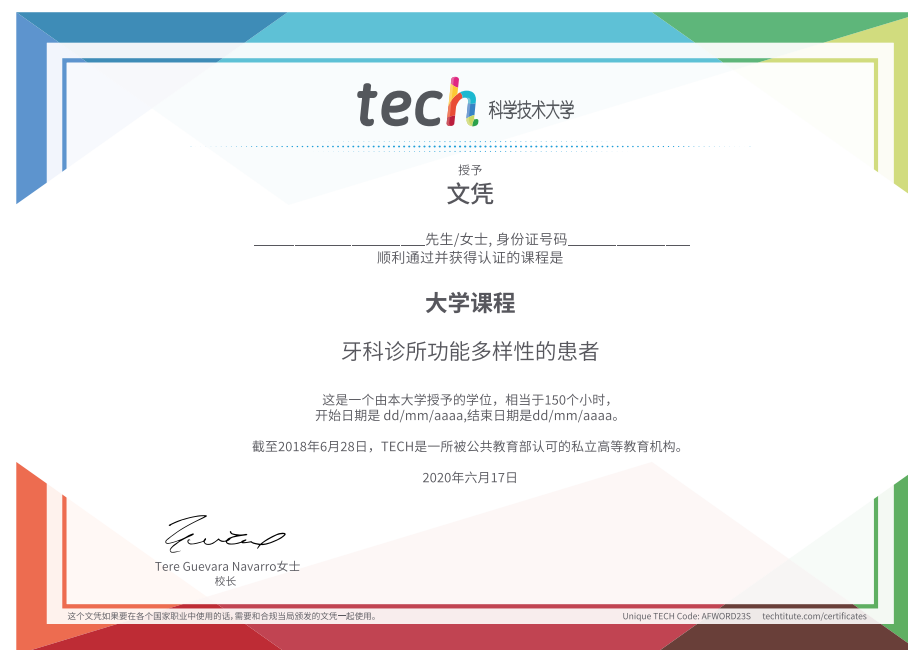 tech 科学技术大学
授予
文凭
____________________先生/女士, 身份证号码______________
顺利通过并获得认证的课程是
大学课程
牙科诊所功能多样性的患者
这是一个由本大学授予的学位，相当于150个小时，
开始日期是 dd/mm/aaaa,结束日期是dd/mm/aaaa。
截至2018年6月28日，TECH是一所被公共教育部认可的私立高等教育机构。
2020年六月17日
Tere Guevara Navarro女士
校长
这个文凭如果要在各个国家职业中使用的话,需要和合规当局颁发的文凭一起使用。
Unique TECH Code: AFWORD23S techtitute.com/certificates